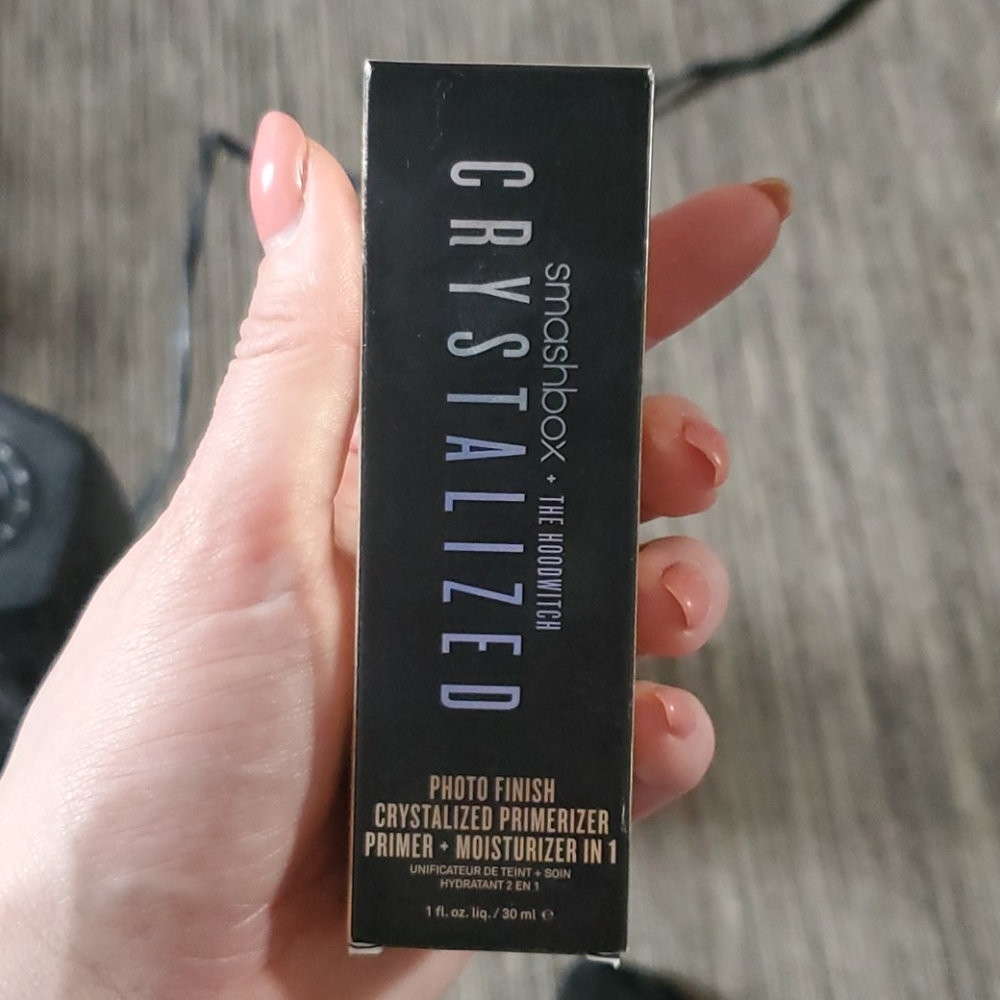 smashbox + THE HOODWITCH
CRYSTALIZED
PHOTO FINISH
CRYSTALIZED PRIMERIZER
PRIMER + MOISTURIZER IN 1
UNIFICATEUR DE TEINT + SOIN
HYDRATANT 2 EN 1
1 fl. oz. liq. / 30 ml ℮